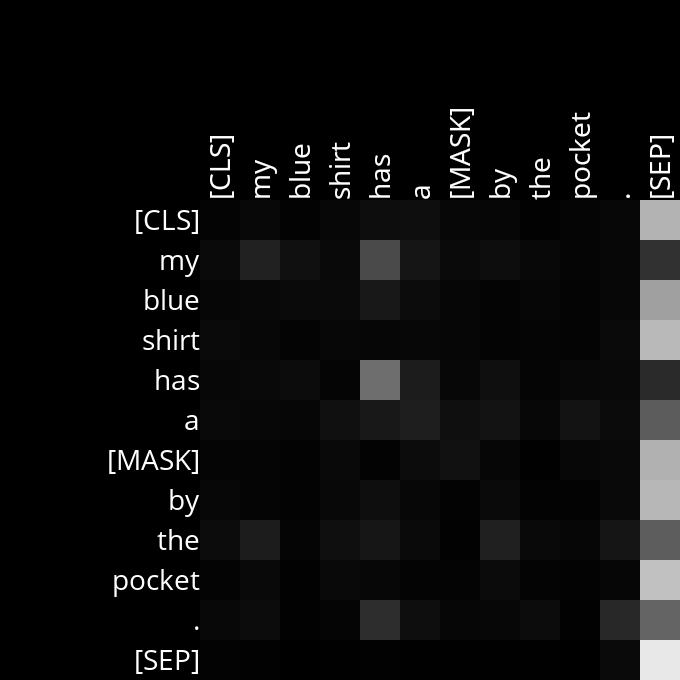 [CLS] my blue shirt has a [MASK] by the pocket . [SEP]
[CLS]
my
blue
shirt
has
a
[MASK]
by
the
pocket
.
[SEP]